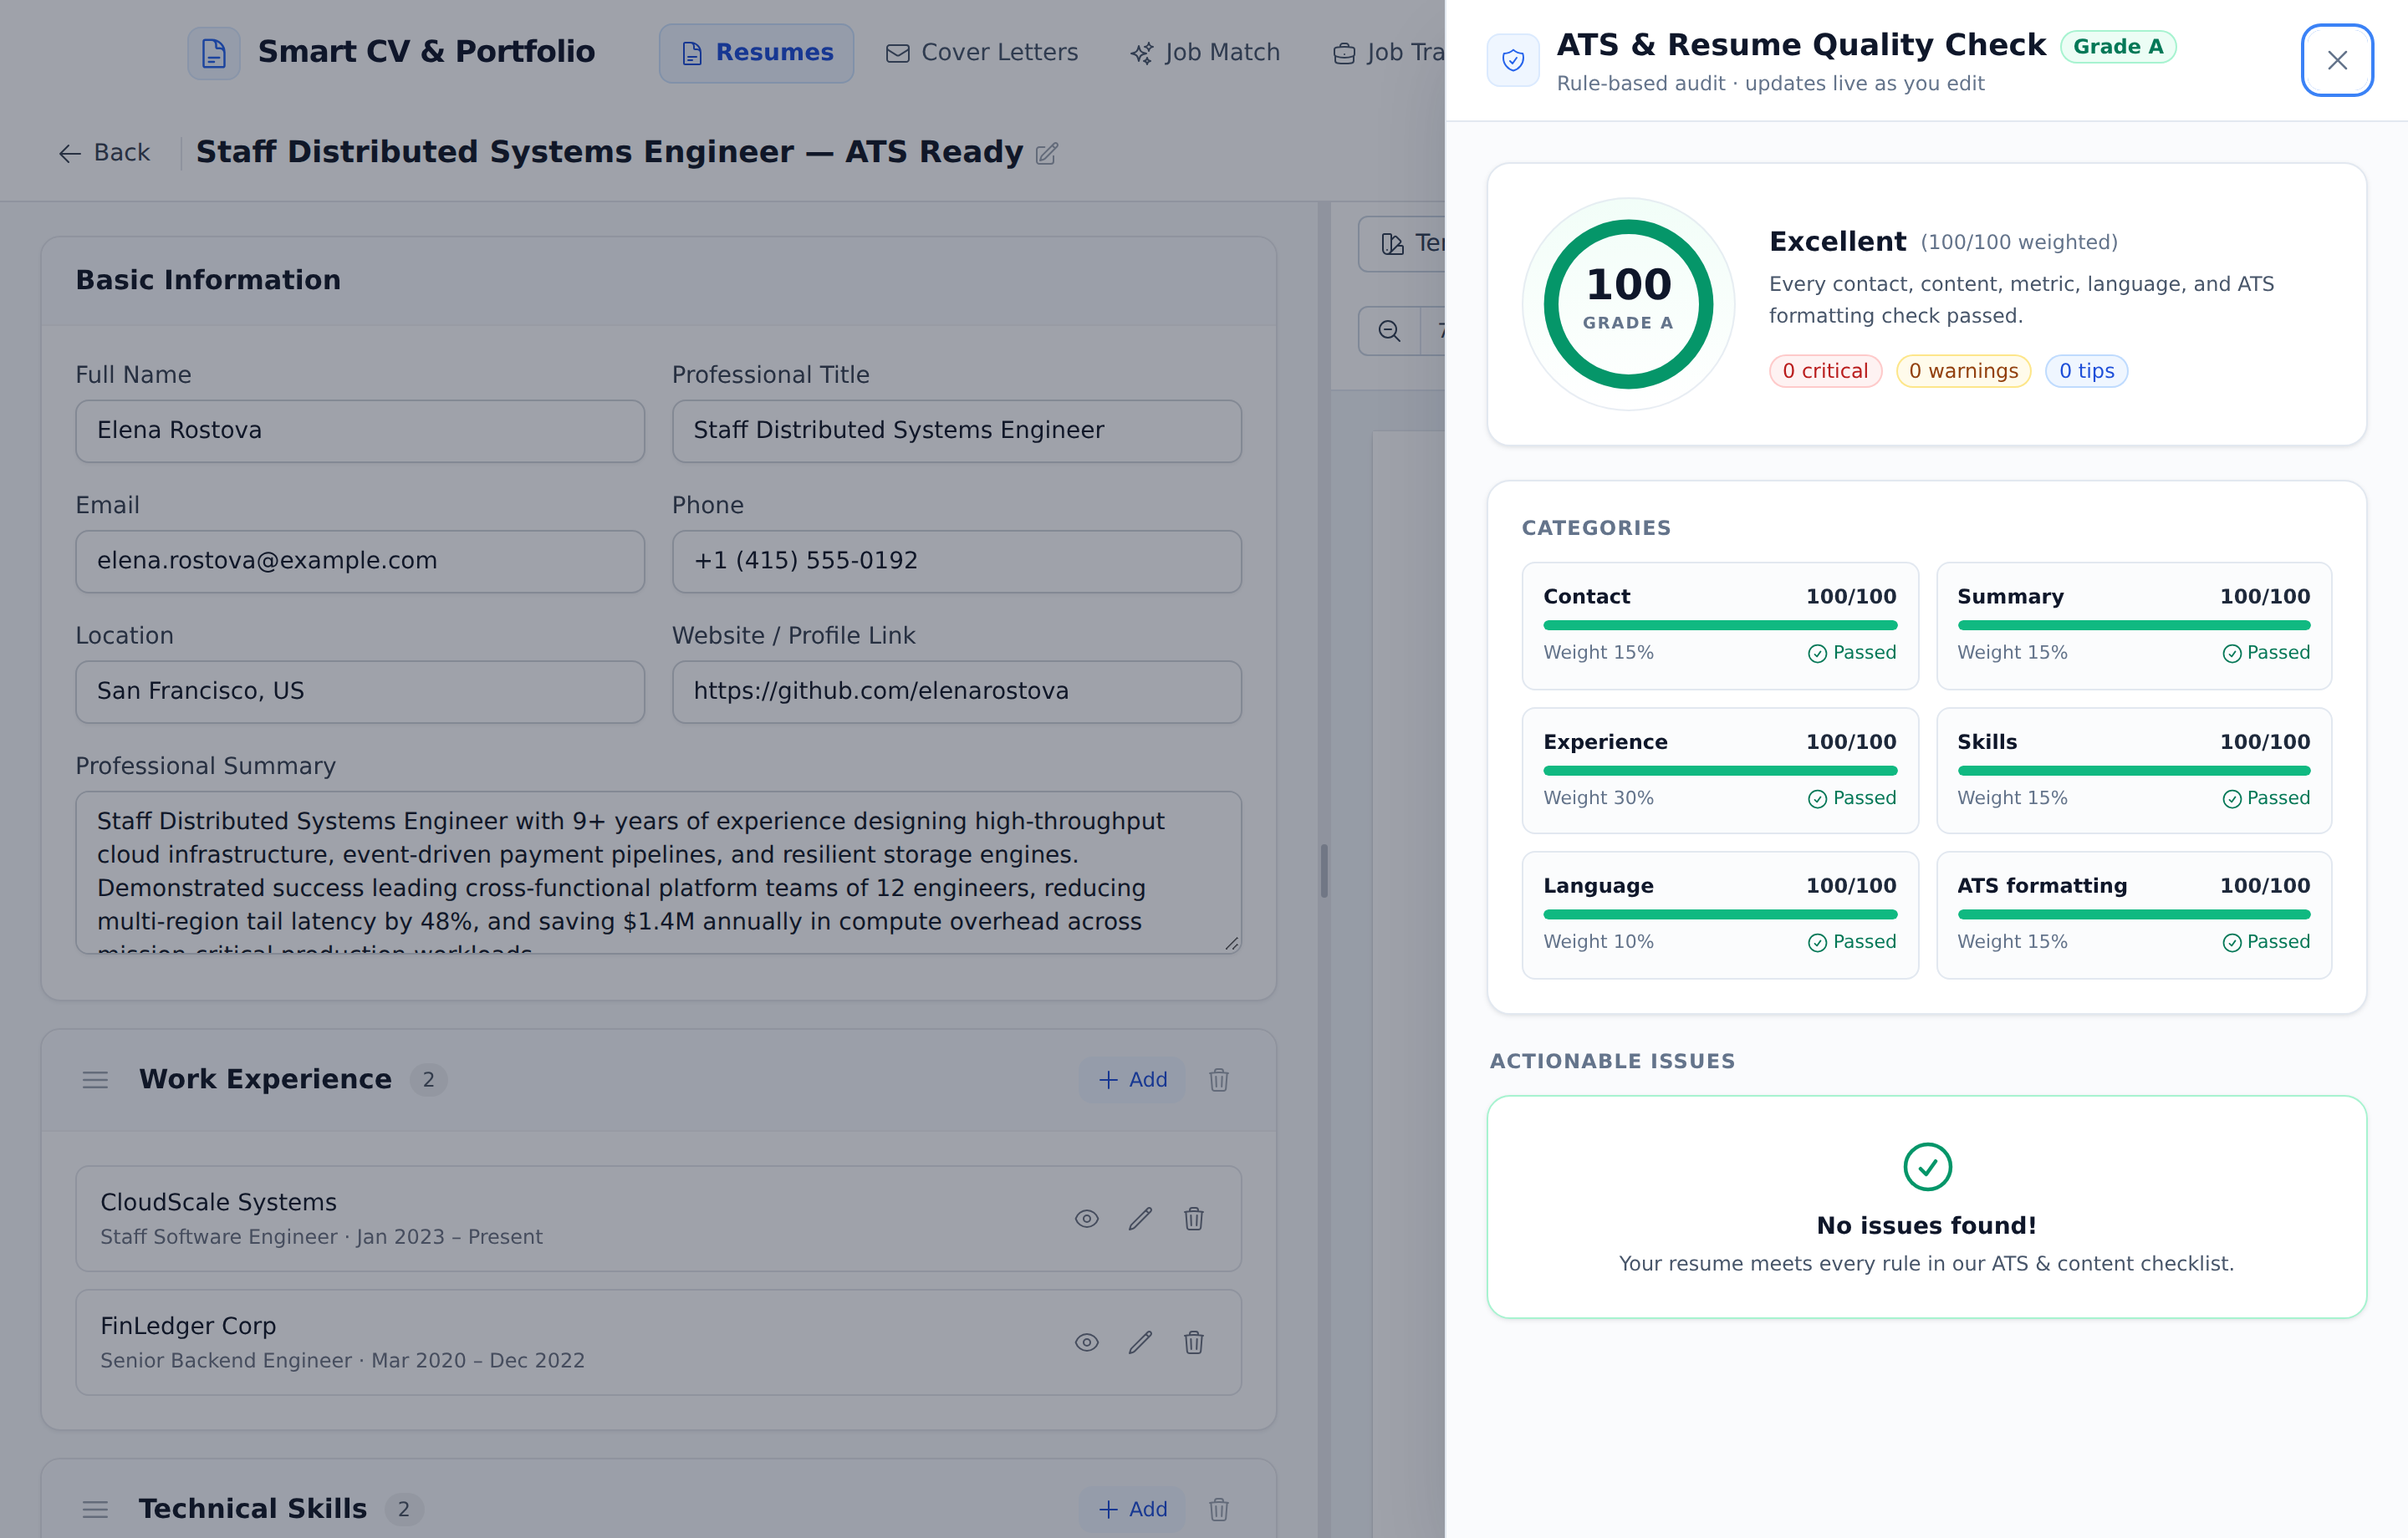 Smart CV & Portfolio
Resumes
Cover Letters
Job Match
Back
Staff Distributed Systems Engineer — ATS Ready
Basic Information
Full Name
Professional Title
Elena Rostova
Staff Distributed Systems Engineer
Email
Phone
elena.rostova@example.com
+1 (415) 555-0192
Location
Website / Profile Link
San Francisco, US
https://github.com/elenarostova
Professional Summary
Staff Distributed Systems Engineer with 9+ years of experience designing high-throughput
cloud infrastructure, event-driven payment pipelines, and resilient storage engines.
Demonstrated success leading cross-functional platform teams of 12 engineers, reducing
multi-region tail latency by 48%, and saving $1.4M annually in compute overhead across
mission-critical production workloads.
Work Experience 2
Add
CloudScale Systems
Staff Software Engineer · Jan 2023 – Present
FinLedger Corp
Senior Backend Engineer · Mar 2020 – Dec 2022
Technical Skills 2
Add
ATS & Resume Quality Check Grade A
Rule-based audit · updates live as you edit
100
GRADE A
Excellent (100/100 weighted)
Every contact, content, metric, language, and ATS
formatting check passed.
0 critical
0 warnings
0 tips
CATEGORIES
Contact 100/100
Weight 15% Passed
Summary 100/100
Weight 15% Passed
Experience 100/100
Weight 30% Passed
Skills 100/100
Weight 15% Passed
Language 100/100
Weight 10% Passed
ATS formatting 100/100
Weight 15% Passed
ACTIONABLE ISSUES
No issues found!
Your resume meets every rule in our ATS & content checklist.